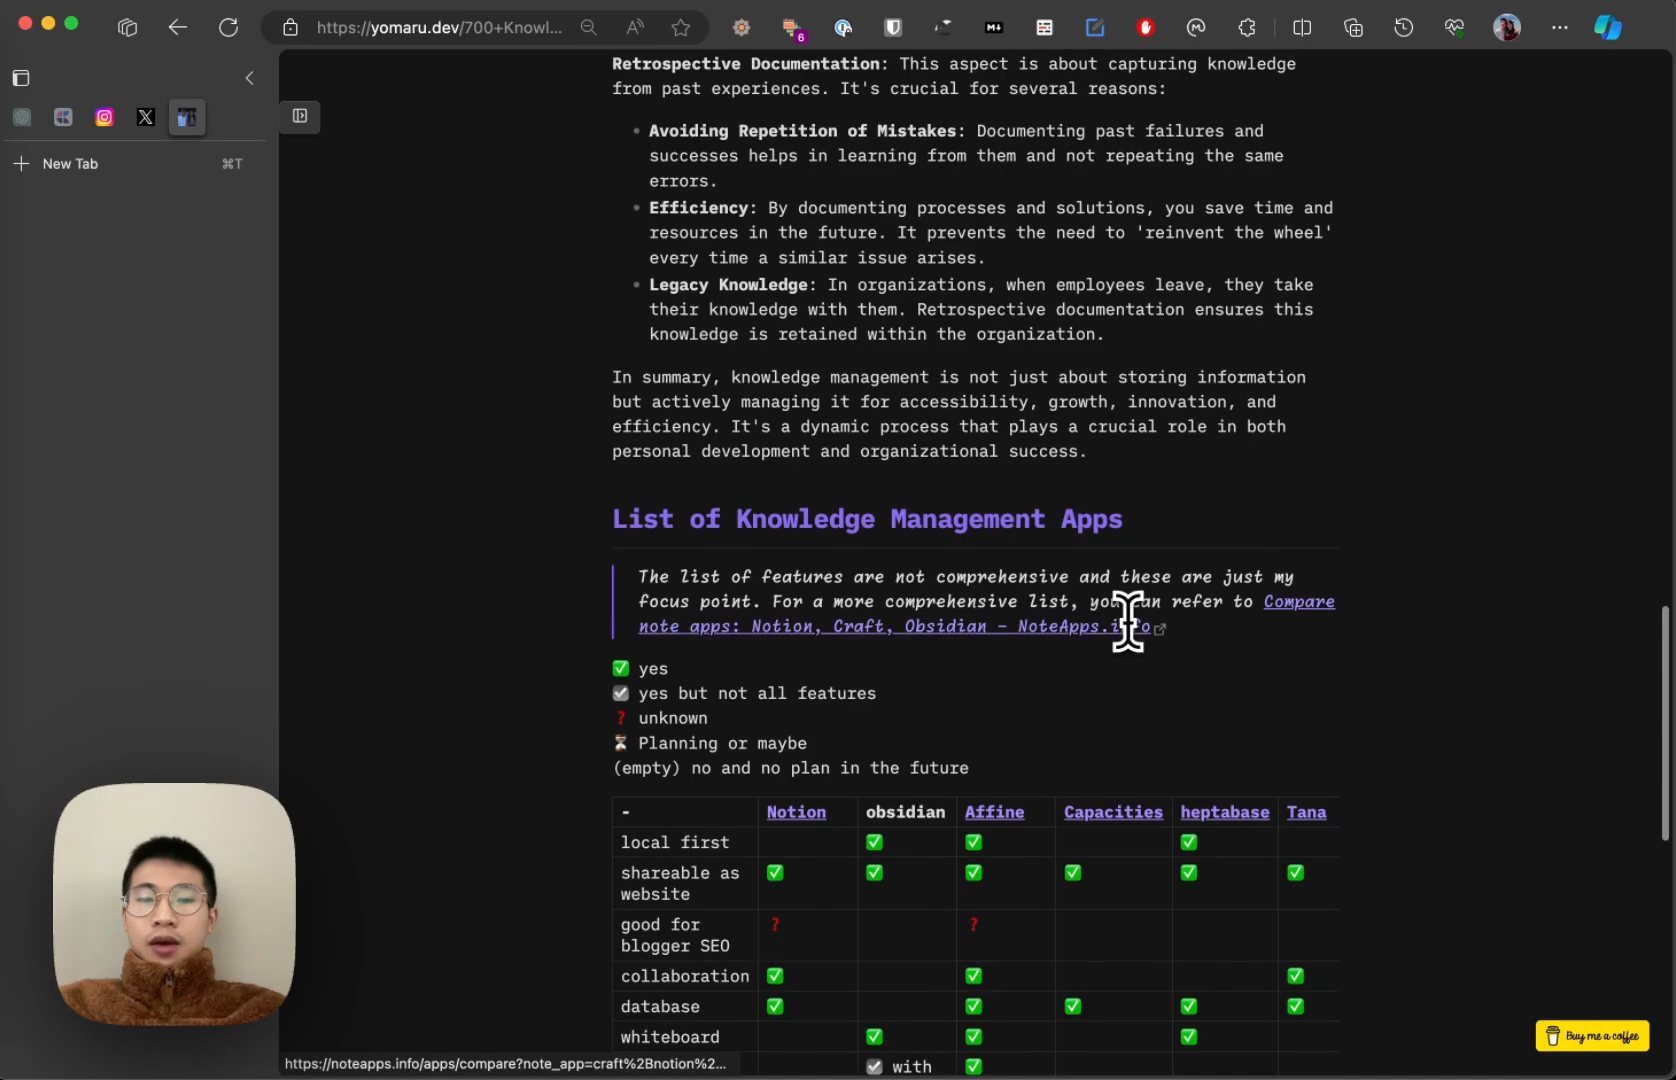 https://yomaru.dev/700+Knowl...
6
New Tab
⌘T
Retrospective Documentation: This aspect is about capturing knowledge
from past experiences. It's crucial for several reasons:
Avoiding Repetition of Mistakes: Documenting past failures and
successes helps in learning from them and not repeating the same
errors.
Efficiency: By documenting processes and solutions, you save time and
resources in the future. It prevents the need to 'reinvent the wheel'
every time a similar issue arises.
Legacy Knowledge: In organizations, when employees leave, they take
their knowledge with them. Retrospective documentation ensures this
knowledge is retained within the organization.
In summary, knowledge management is not just about storing information
but actively managing it for accessibility, growth, innovation, and
efficiency. It's a dynamic process that plays a crucial role in both
personal development and organizational success.
List of Knowledge Management Apps
The list of features are not comprehensive and these are just my
focus point. For a more comprehensive list, you can refer to Compare
note apps: Notion, Craft, Obsidian - NoteApps.info
✅ yes
☑ yes but not all features
❓ unknown
⏳ Planning or maybe
(empty) no and no plan in the future
- Notion obsidian Affine Capacities heptabase Tana
local first ✅ ✅ ✅
shareable as ✅ ✅ ✅ ✅ ✅ ✅
website
good for ❓ ❓
blogger SEO
collaboration ✅ ✅ ✅
database ✅ ✅ ✅ ✅ ✅
whiteboard ✅ ✅ ✅
☑ with ✅
https://noteapps.info/apps/compare?note_app=craft%2Bnotion%2...
Buy me a coffee